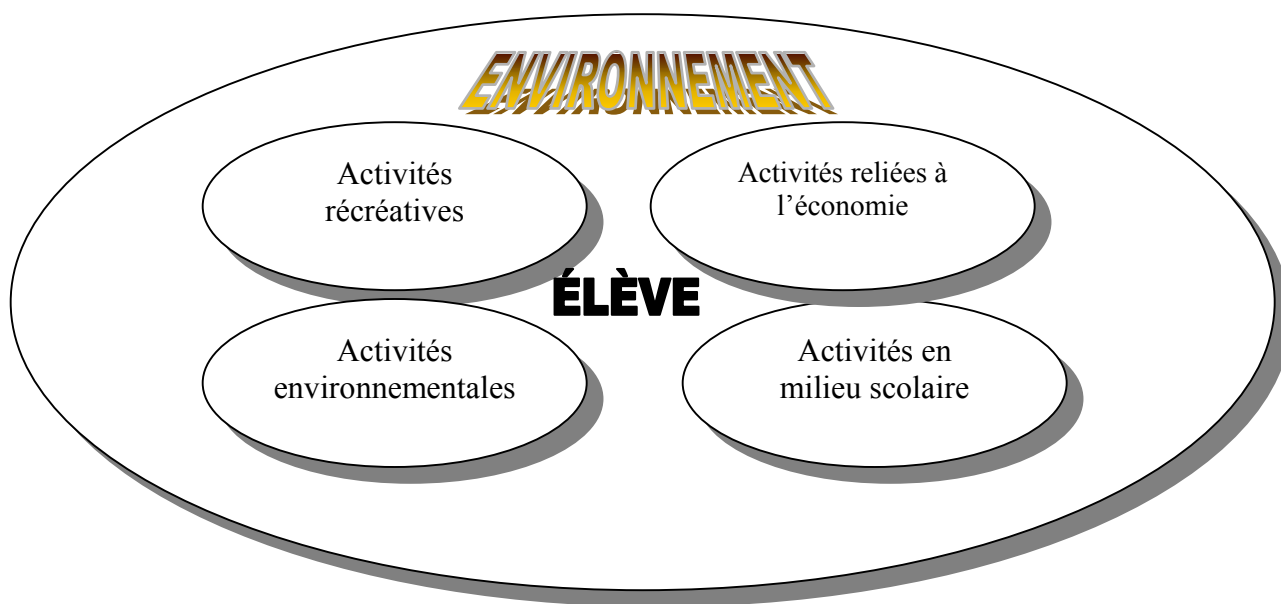 ENVIRONNEMENT
Activités
récréatives
Activités reliées à
l’économie
ÉLÈVE
Activités
environnementales
Activités en
milieu scolaire